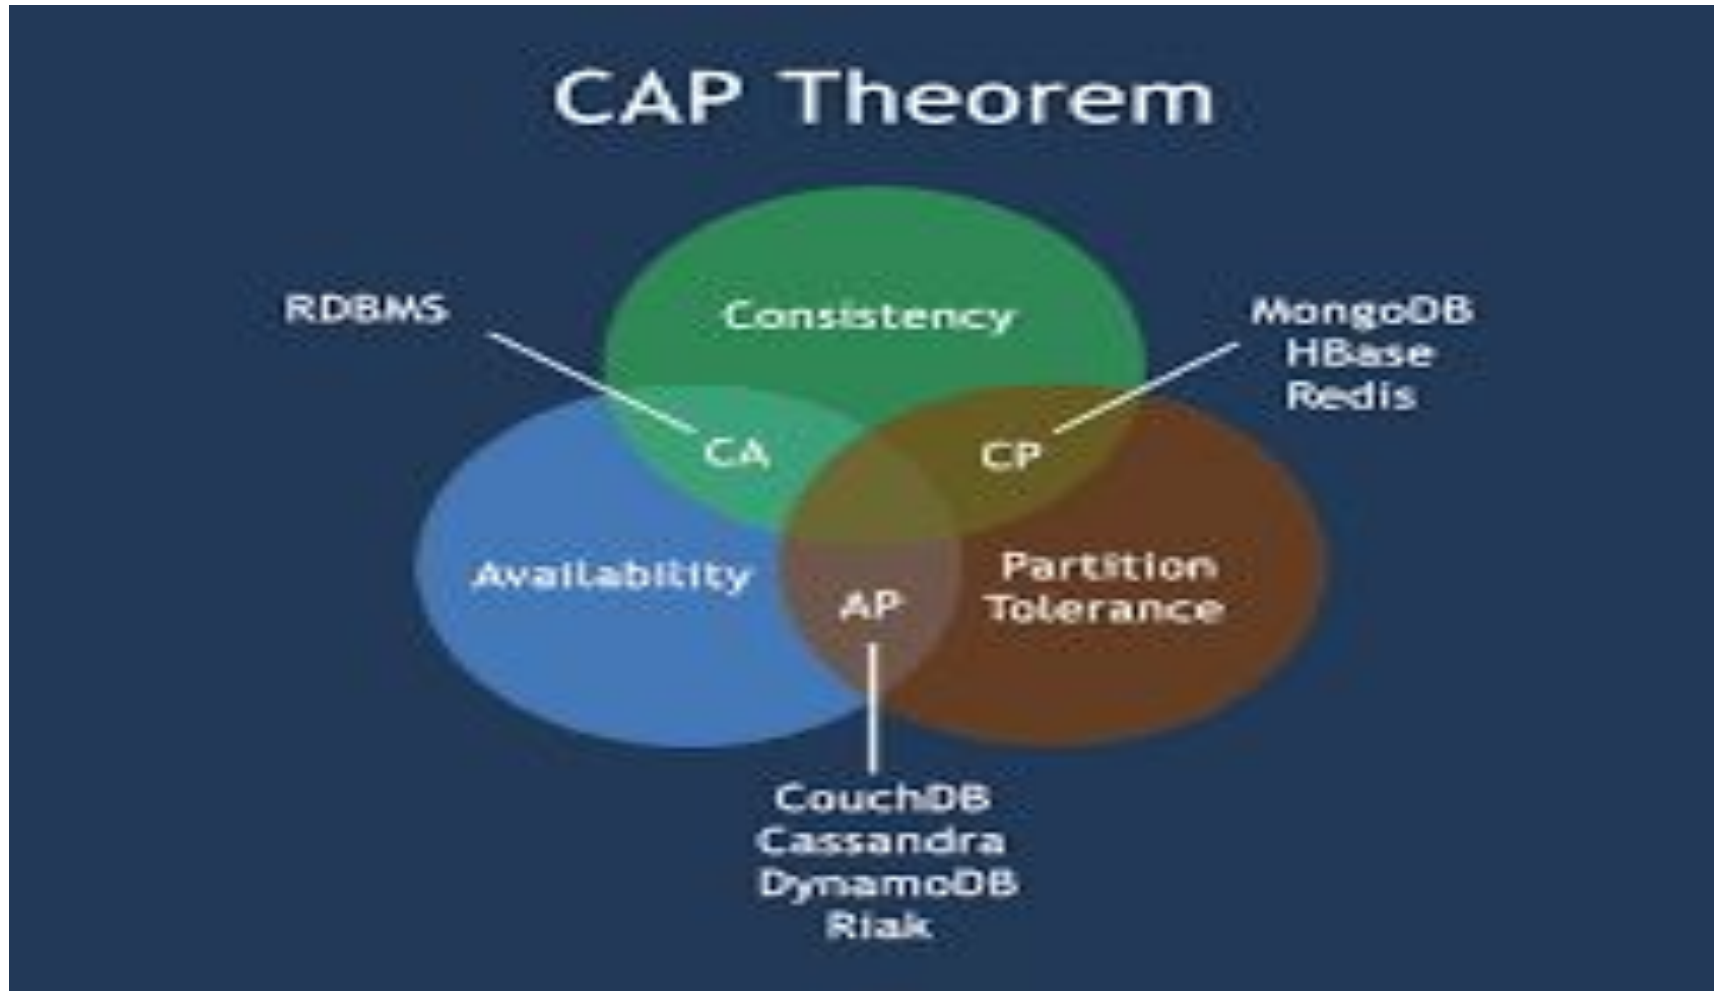 CAP Theorem
RDBMS
Consistency
MongoDB
HBase
Redis
CA
CP
Availability
Partition
Tolerance
AP
CouchDB
Cassandra
DynamoDB
Riak